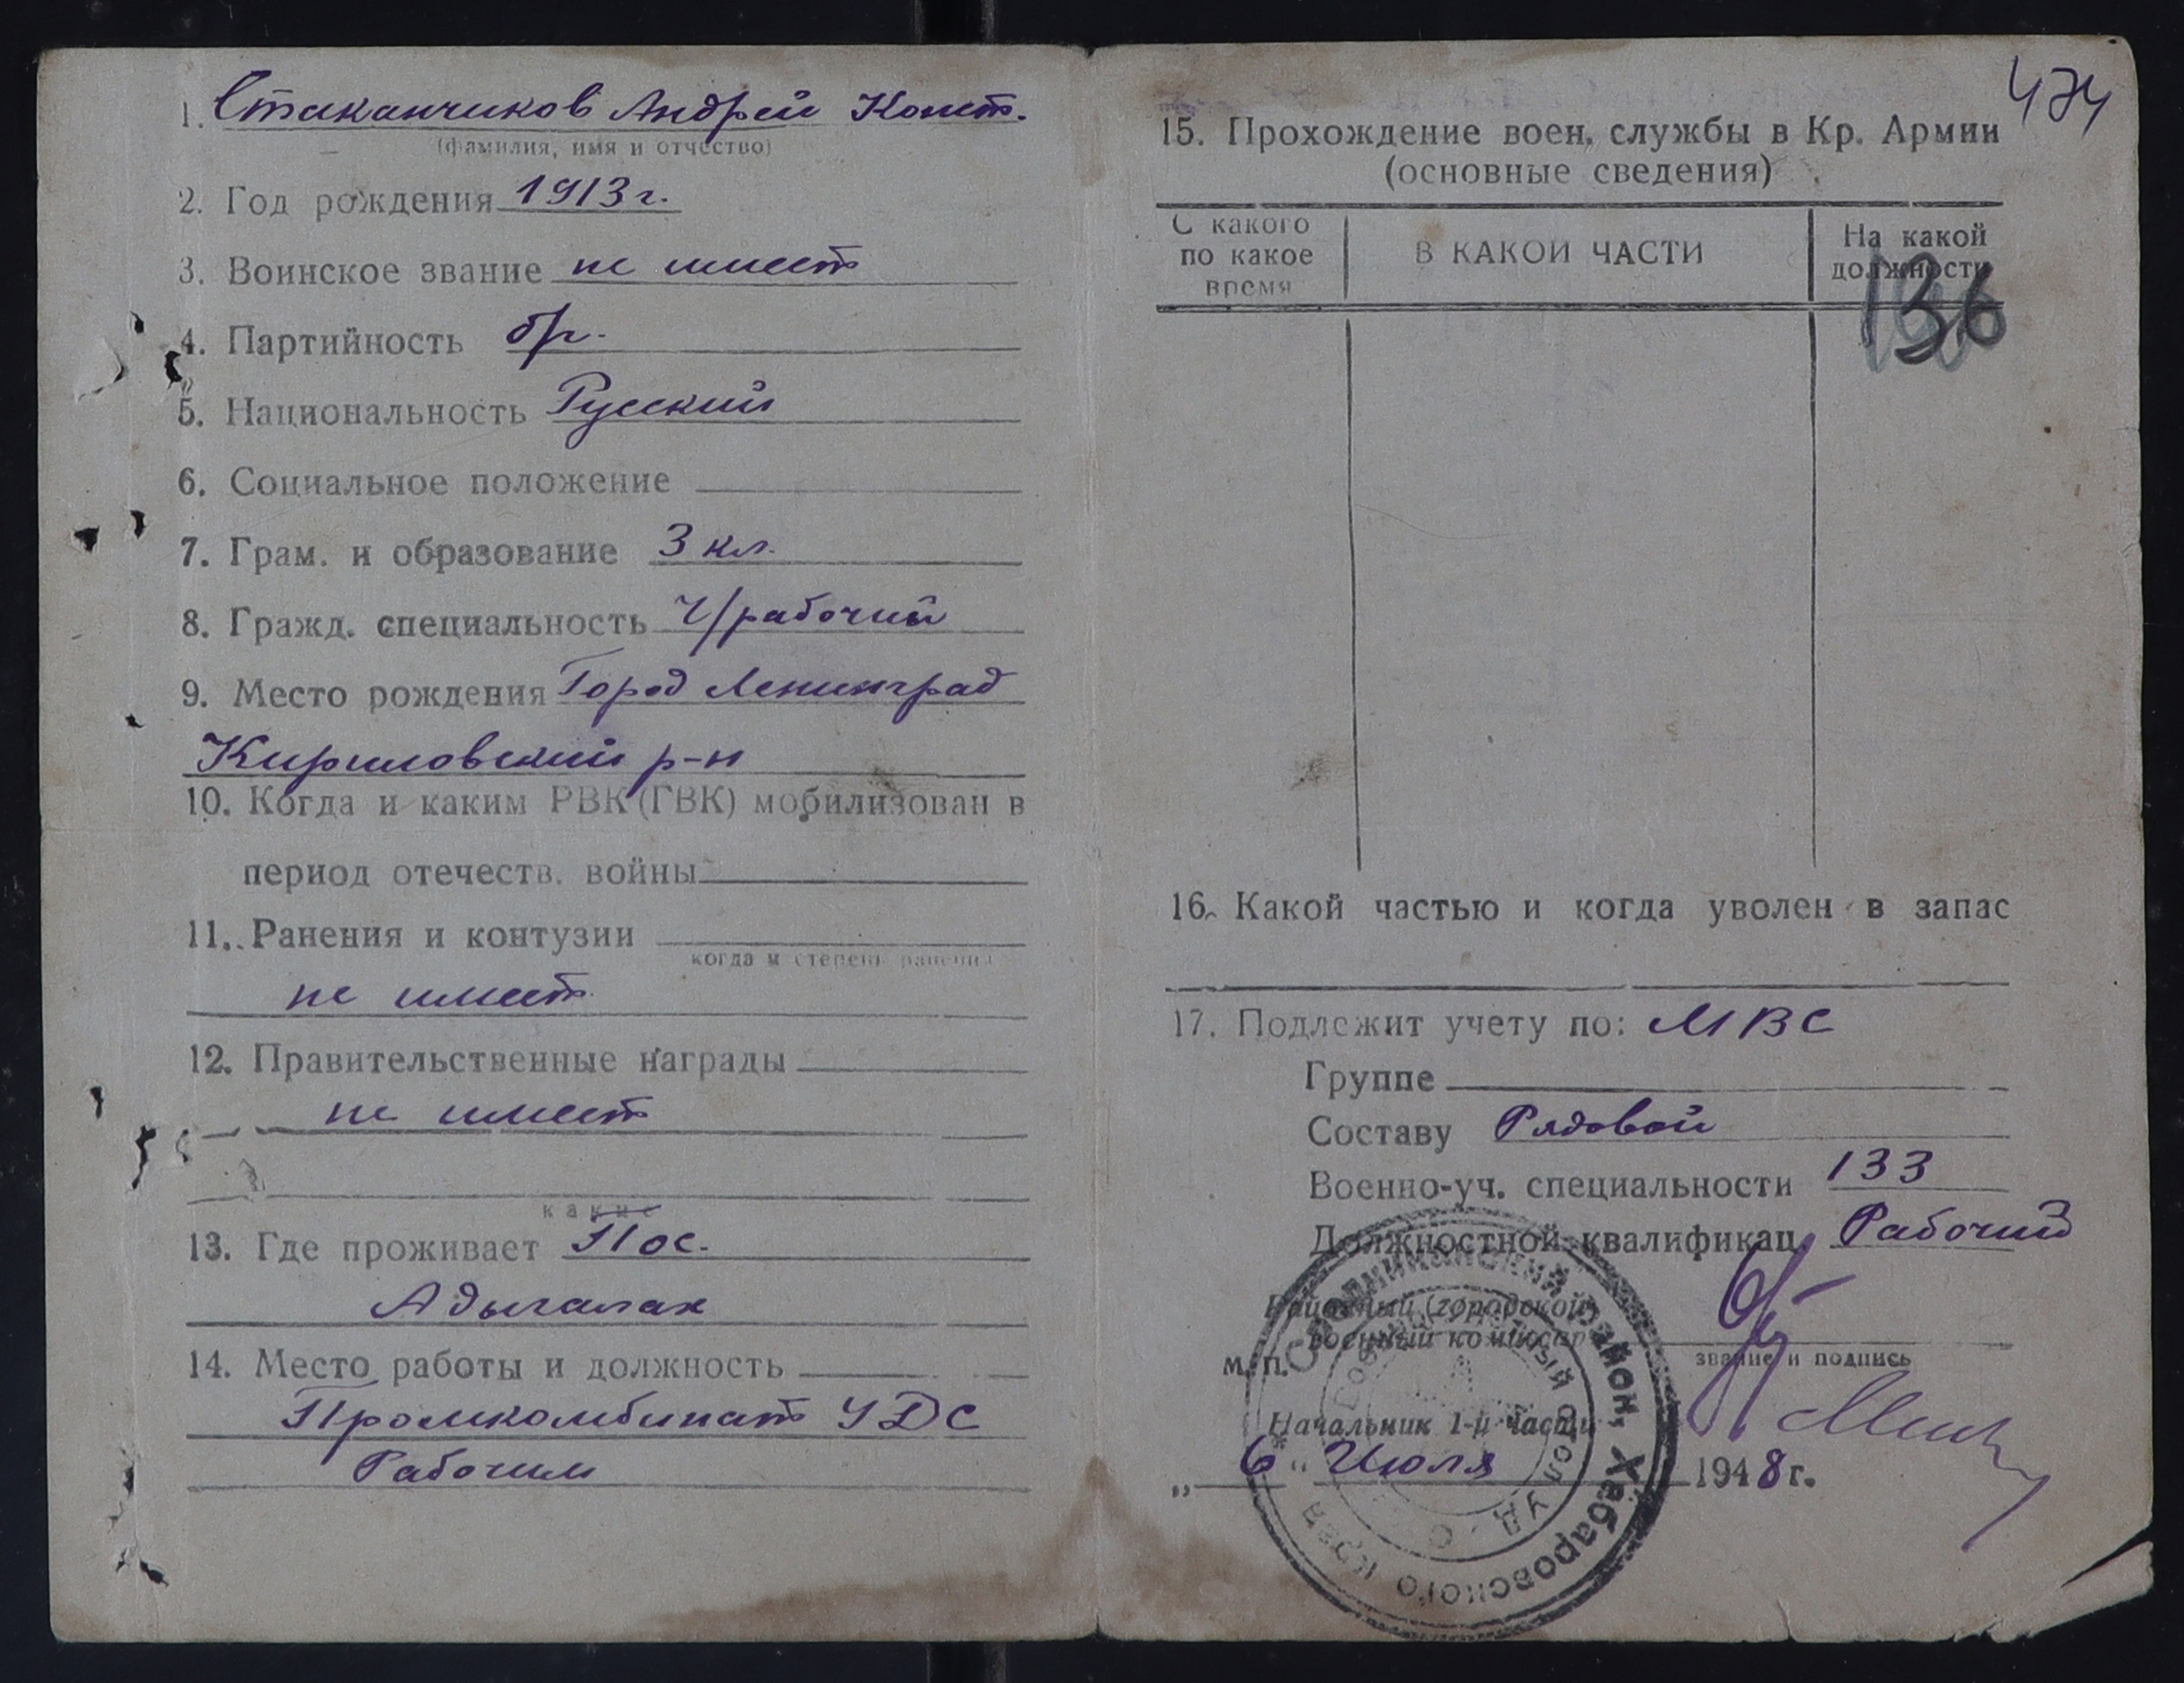 1. Стаканчиков Андрей Конст.
(фамилия, имя и отчество)
2. Год рождения 1913 г.
3. Воинское звание не имеет
4. Партийность б/п.
5. Национальность Русский
6. Социальное положение
7. Грам. и образование 3 кл.
8. Гражд. специальность Ч/рабочий
9. Место рождения Город Ленинград
Кириловский р-н
10. Когда и каким РВК (ГВК) мобилизован в
период отечеств. войны
11. Ранения и контузии
когда и степень ранения
не имеет
12. Правительственные награды
не имеет
какие
13. Где проживает Пос.
Адыгалах
14. Место работы и должность
Промкомбинат УДС
Рабочим
474
15. Прохождение воен. службы в Кр. Армии
(основные сведения)
С какого по какое время
В КАКОЙ ЧАСТИ
На какой должности
136
16. Какой частью и когда уволен в запас
17. Подлежит учету по: МВС
Группе
Составу Рядовой
Военно-уч. специальности 133
Должностной квалификац. Рабочий
Районный (городской)
военный комиссар
звание и подпись
М. П.
Начальник 1-й части
„6“ Июля 1948 г.
Среднеканский район, Хабаровского края